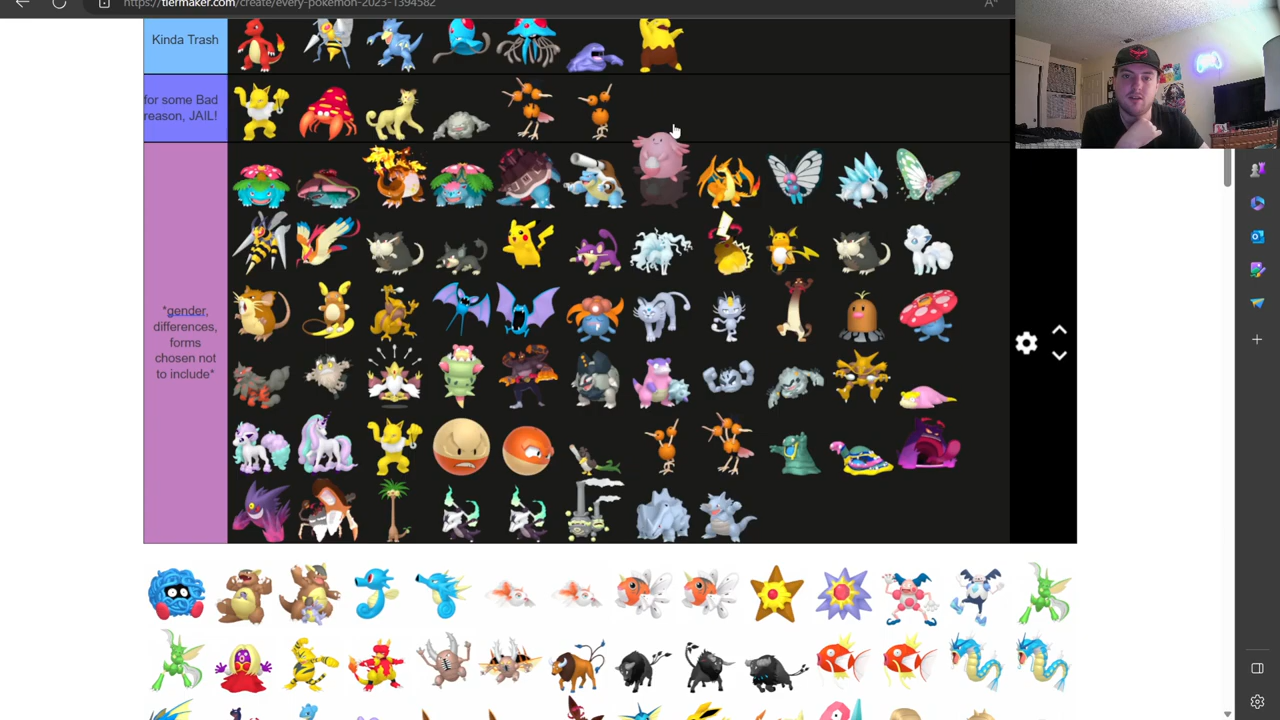 https://tiermaker.com/create/every-pokemon-2023-1394582
A
Kinda Trash
for some Bad
reason, JAIL!
*gender,
differences,
forms
chosen not
to include*